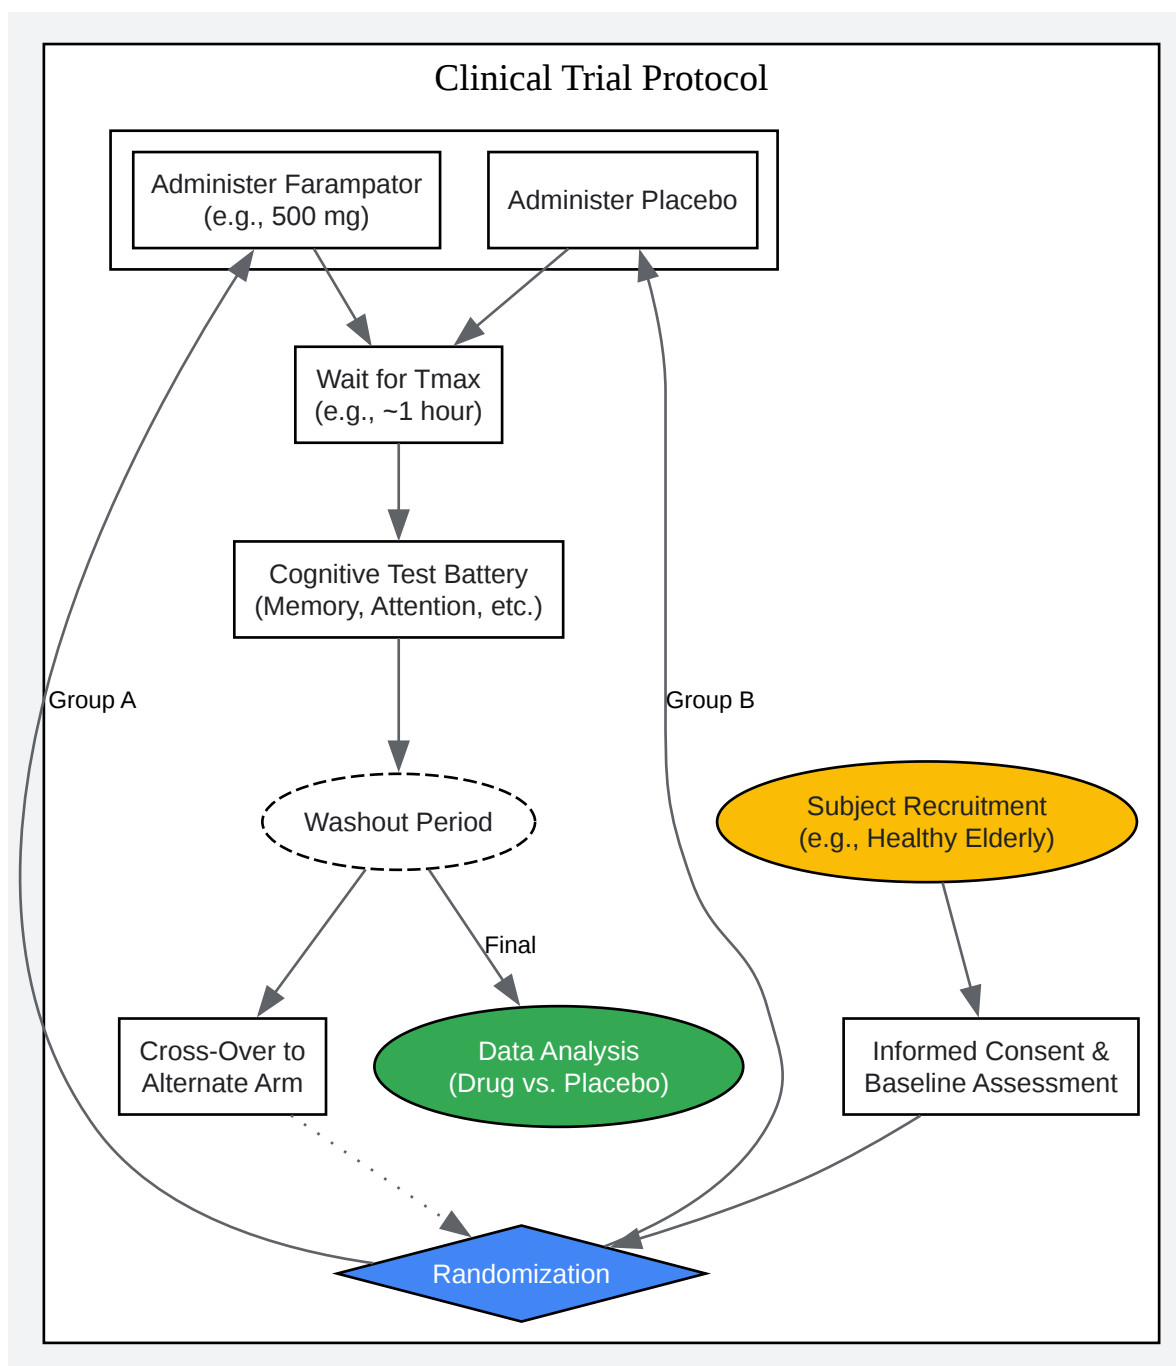 Clinical Trial Protocol
Administer Farampator
(e.g., 500 mg)
Administer Placebo
Wait for Tmax
(e.g., ~1 hour)
Cognitive Test Battery
(Memory, Attention, etc.)
Group A
Group B
Washout Period
Subject Recruitment
(e.g., Healthy Elderly)
Final
Cross-Over to
Alternate Arm
Data Analysis
(Drug vs. Placebo)
Informed Consent &
Baseline Assessment
Randomization